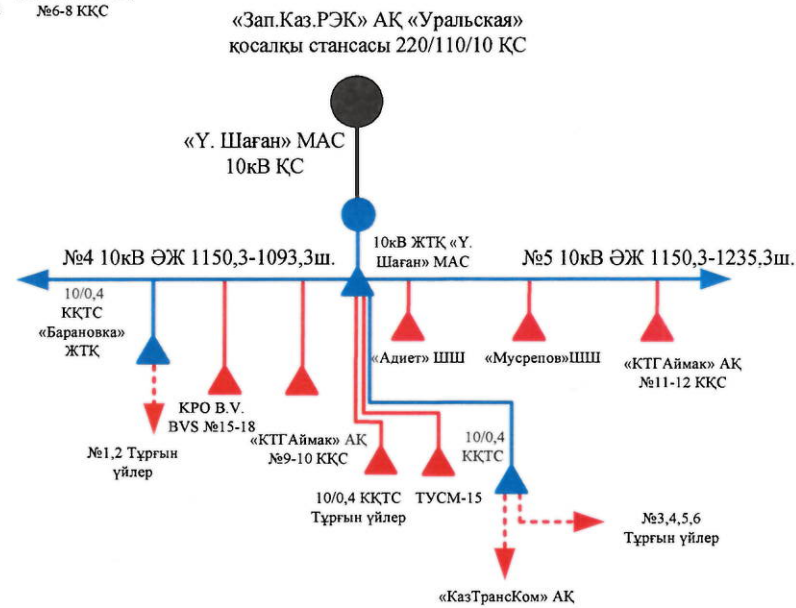 №6-8 ККС
«Зап.Каз.РЭК» АҚ «Уральская»
қосалқы стансасы 220/110/10 ҚС
«Ү. Шаған» МАС
10кВ ҚС
10кВ ЖТҚ «Ү.
Шаған» МАС
№4 10кВ ӘЖ 1150,3-1093,3ш.
№5 10кВ ӘЖ 1150,3-1235,3ш.
10/0,4
КҚТС
«Барановка»
ЖТҚ
«Адиет» ШШ
«Мусрепов»ШШ
«КТГАймак» АҚ
№11-12 КҚС
KPO B.V.
BVS №15-18
«КТГАймак» АҚ
№9-10 КҚС
10/0,4
КҚТС
№1,2 Тұрғын
үйлер
10/0,4 КҚТС
Тұрғын үйлер
ТУСМ-15
№3,4,5,6
Тұрғын үйлер
«КазТрансКом» АҚ